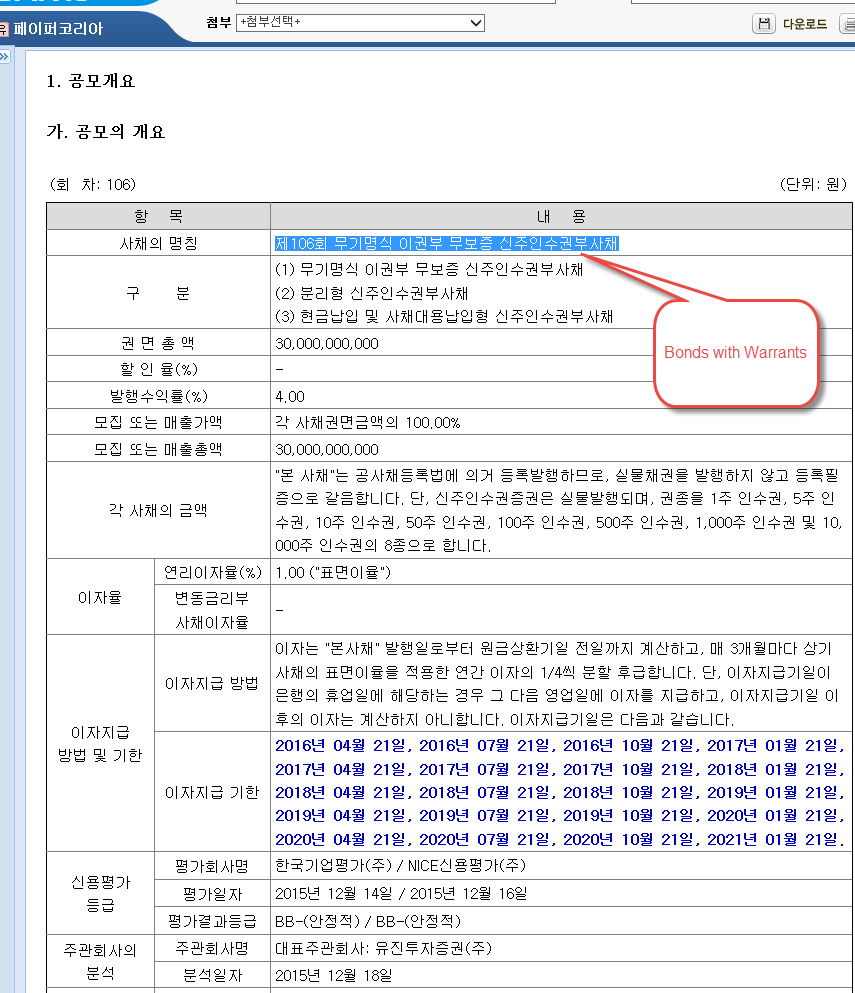 유 페이퍼코리아
첨부 +첨부선택+
다운로드
1. 공모개요
가. 공모의 개요
(회 차: 106) (단위: 원)
항 목 내 용
사채의 명칭 제106회 무기명식 이권부 무보증 신주인수권부사채
구 분
(1) 무기명식 이권부 무보증 신주인수권부사채
(2) 분리형 신주인수권부사채
(3) 현금납입 및 사채대용납입형 신주인수권부사채
Bonds with Warrants
권 면 총 액 30,000,000,000
할 인 율(%) -
발행수익률(%) 4.00
모집 또는 매출가액 각 사채권면금액의 100.00%
모집 또는 매출총액 30,000,000,000
각 사채의 금액
"본 사채"는 공사채등록법에 의거 등록발행하므로, 실물채권을 발행하지 않고 등록필
증으로 갈음합니다. 단, 신주인수권증권은 실물발행되며, 권종을 1주 인수권, 5주 인
수권, 10주 인수권, 50주 인수권, 100주 인수권, 500주 인수권, 1,000주 인수권 및 10,
000주 인수권의 8종으로 합니다.
이자율
연리이자율(%) 1.00 ("표면이율")
변동금리부
사채이자율
-
이자지급
방법 및 기한
이자지급 방법
이자는 "본사채" 발행일로부터 원금상환기일 전일까지 계산하고, 매 3개월마다 상기
사채의 표면이율을 적용한 연간 이자의 1/4씩 분할 후급합니다. 단, 이자지급기일이
은행의 휴업일에 해당하는 경우 그 다음 영업일에 이자를 지급하고, 이자지급기일 이
후의 이자는 계산하지 아니합니다. 이자지급기일은 다음과 같습니다.
이자지급 기한
2016년 04월 21일, 2016년 07월 21일, 2016년 10월 21일, 2017년 01월 21일,
2017년 04월 21일, 2017년 07월 21일, 2017년 10월 21일, 2018년 01월 21일,
2018년 04월 21일, 2018년 07월 21일, 2018년 10월 21일, 2019년 01월 21일,
2019년 04월 21일, 2019년 07월 21일, 2019년 10월 21일, 2020년 01월 21일,
2020년 04월 21일, 2020년 07월 21일, 2020년 10월 21일, 2021년 01월 21일.
신용평가
등급
평가회사명 한국기업평가(주) / NICE신용평가(주)
평가일자 2015년 12월 14일 / 2015년 12월 16일
평가결과등급 BB-(안정적) / BB-(안정적)
주관회사의
분석
주관회사명 대표주관회사: 유진투자증권(주)
분석일자 2015년 12월 18일